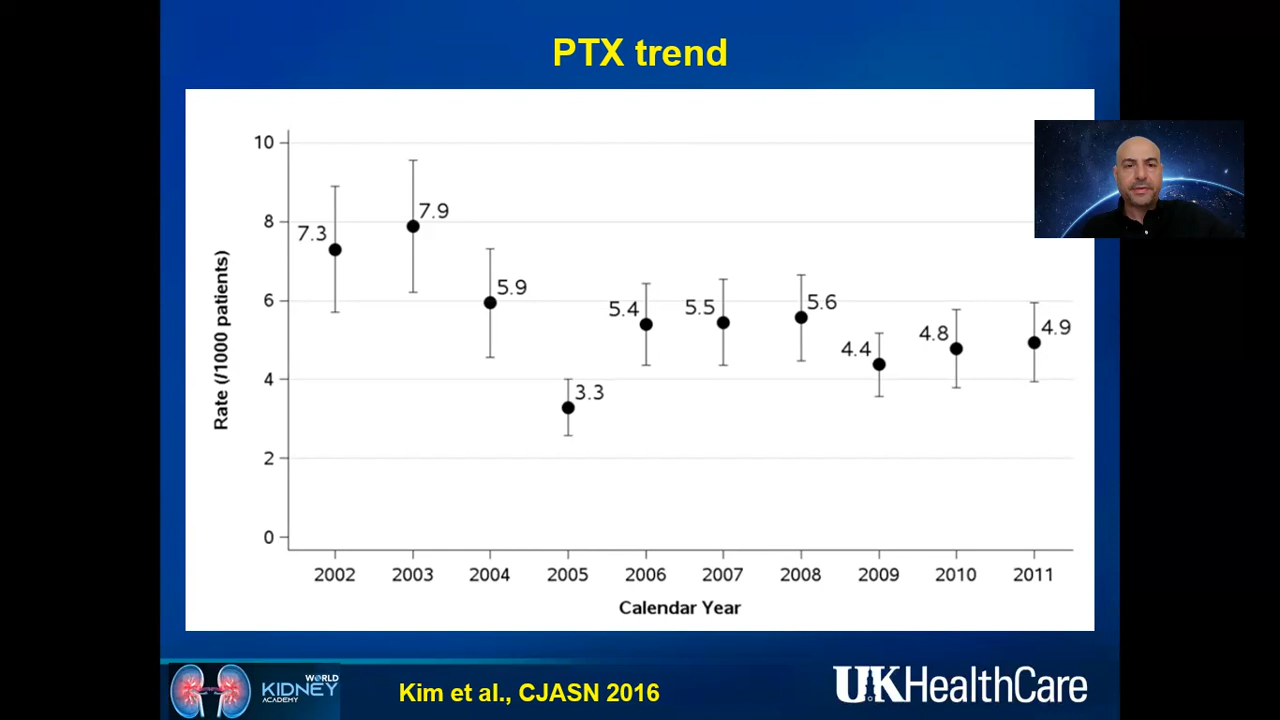 PTX trend
10
8
6
4
2
0
Rate (/1000 patients)
7.3
7.9
5.9
3.3
5.4
5.5
5.6
4.4
4.8
4.9
2002 2003 2004 2005 2006 2007 2008 2009 2010 2011
Calendar Year
WORLD
KIDNEY
ACADEMY
Kim et al., CJASN 2016
UKHealthCare